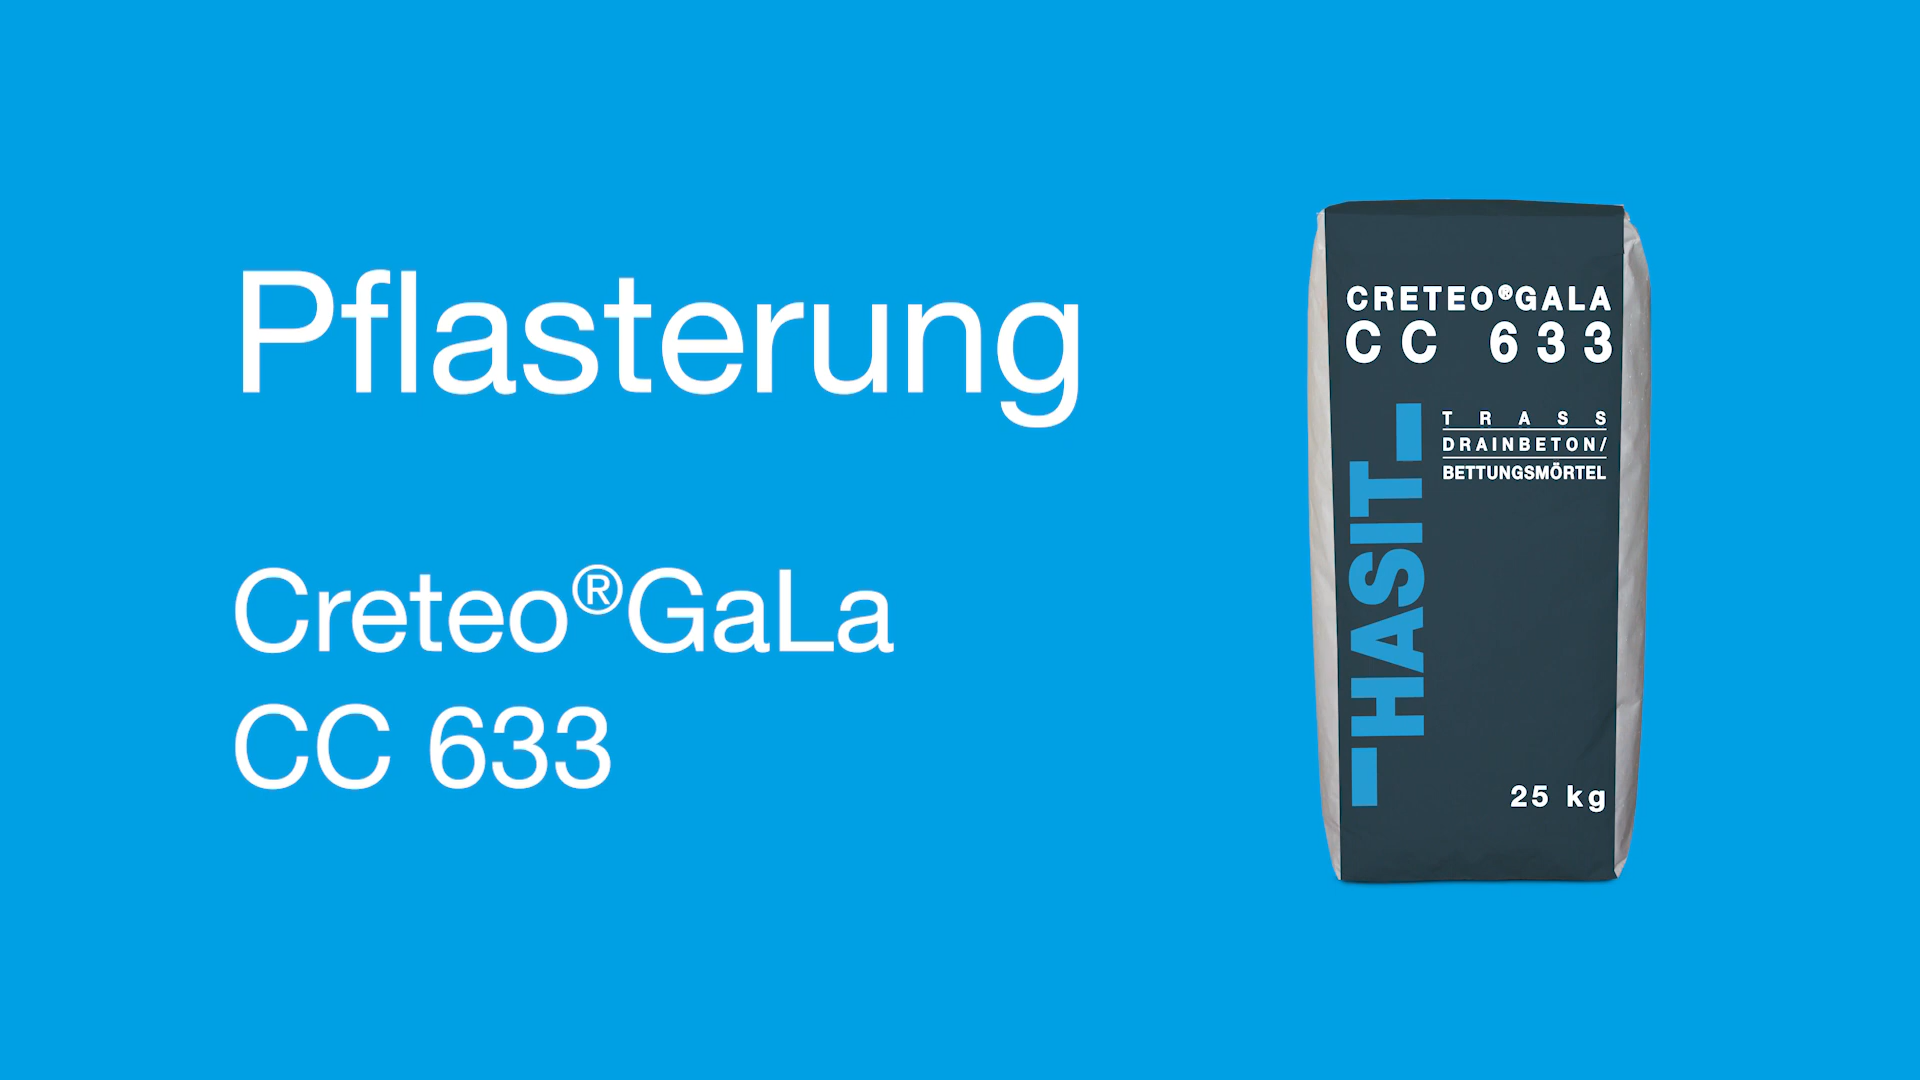 Pflasterung
Creteo®GaLa
CC 633
CRETEO®GALA
CC 633
TRASS
DRAINBETON/
BETTUNGSMÖRTEL
HASIT
25 kg